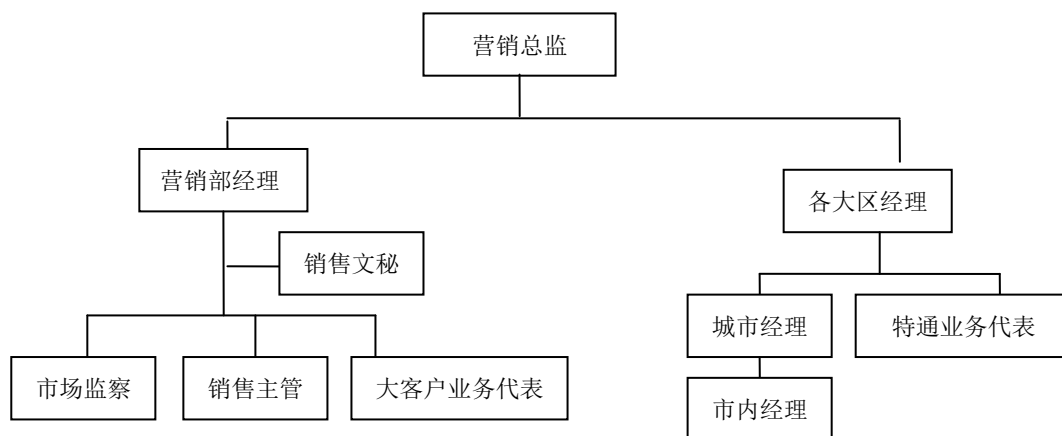 营销总监
营销部经理
各大区经理
销售文秘
城市经理
特通业务代表
市场监察
销售主管
大客户业务代表
市内经理